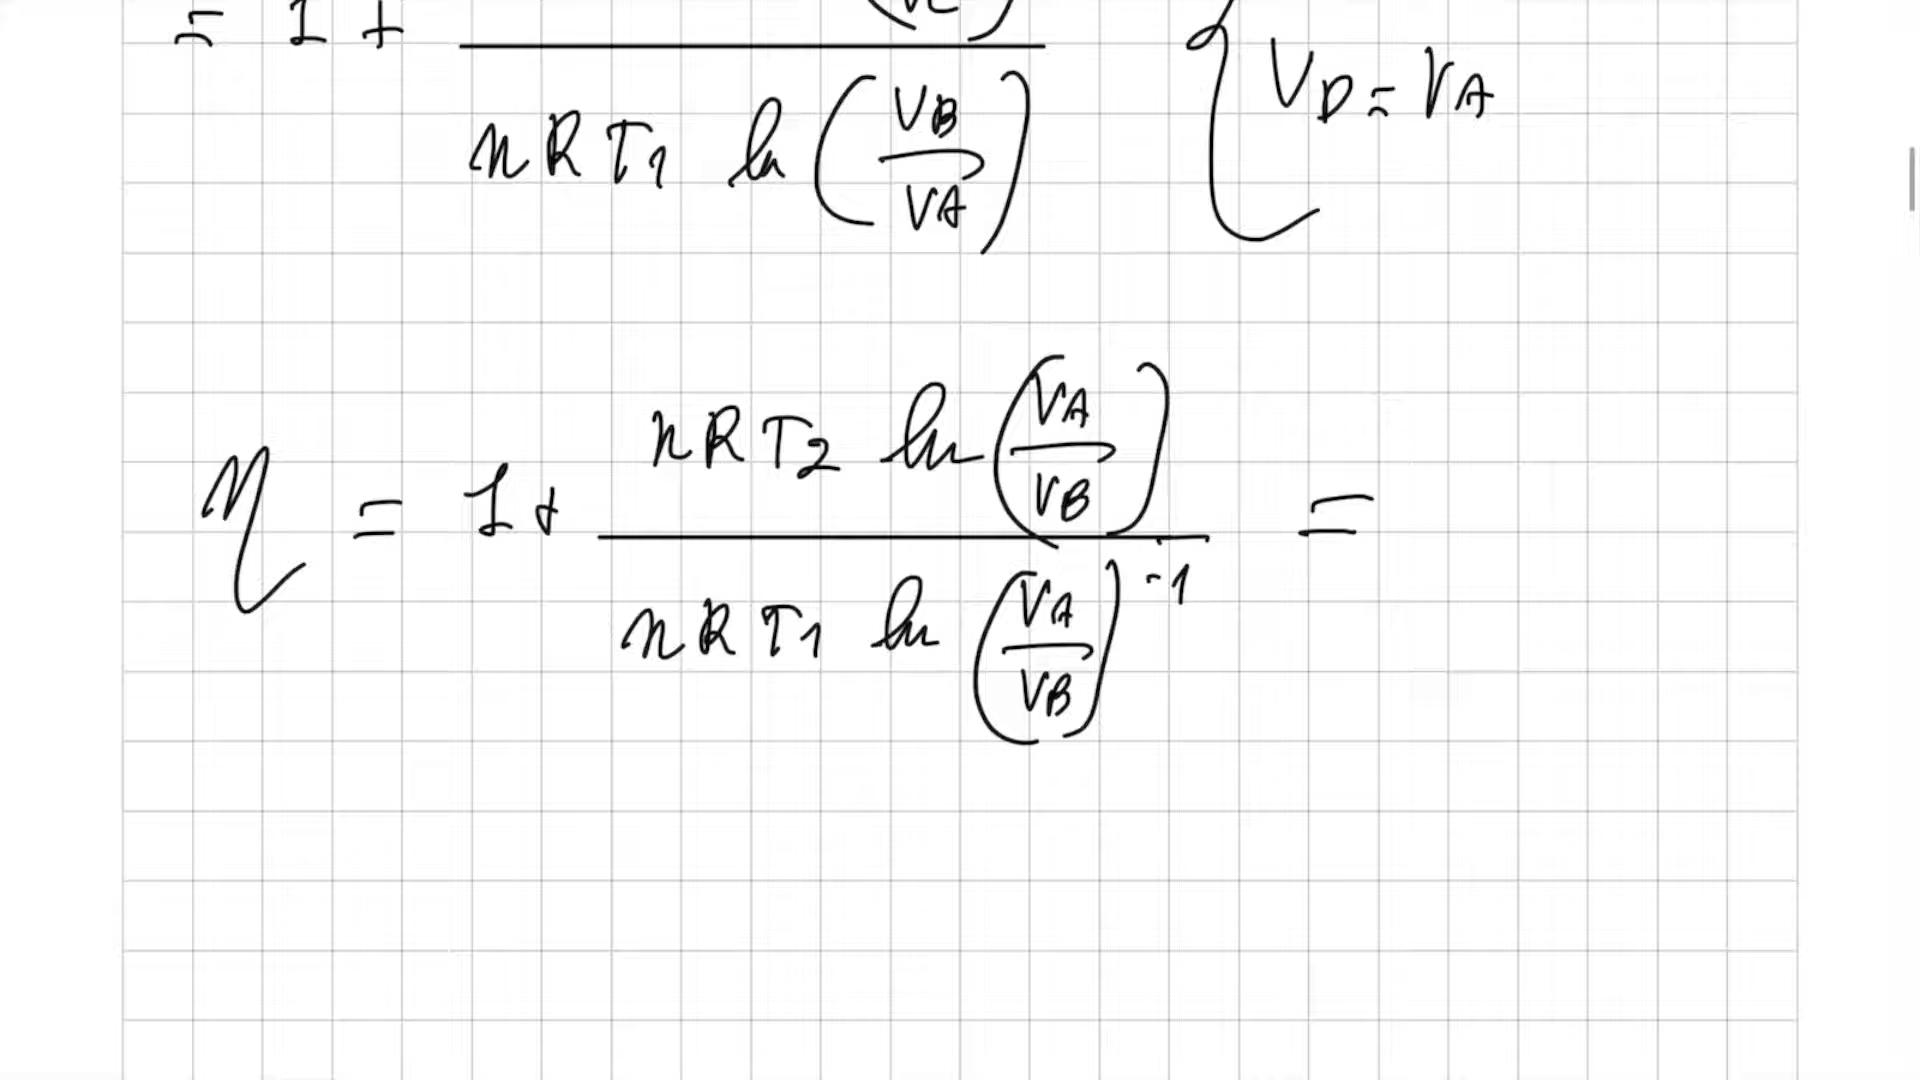 = 1 +
nRT1 ln (VB/VA)
VD = VA
η = 1 + nRT2 ln (VA/VB) / nRT1 ln (VA/VB)^-1 =